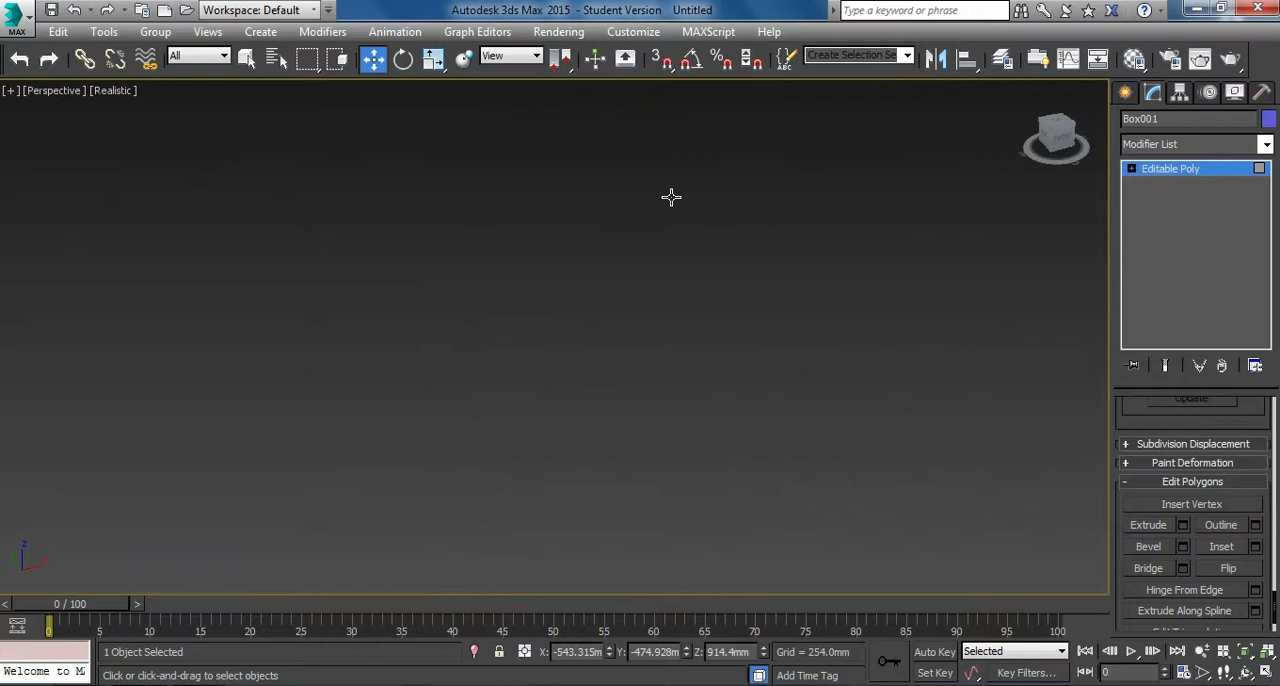 Workspace: Default
Autodesk 3ds Max 2015 - Student Version Untitled
Type a keyword or phrase
MAX
Edit Tools Group Views Create Modifiers Animation Graph Editors Rendering Customize MAXScript Help
All View 3 Create Selection Se
[+] [Perspective ] [Realistic ]
Box001
Modifier List
Editable Poly
Update
Subdivision Displacement
Paint Deformation
Edit Polygons
Insert Vertex
Extrude Outline
Bevel Inset
Bridge Flip
Hinge From Edge
Extrude Along Spline
z
0 / 100
0 5 10 15 20 25 30 35 40 45 50 55 60 65 70 75 80 85 90 95 100
1 Object Selected X: -543.315m Y: -474.928m Z: 914.4mm Grid = 254.0mm Auto Key Selected
Welcome to M Click or click-and-drag to select objects Add Time Tag Set Key Key Filters... 0